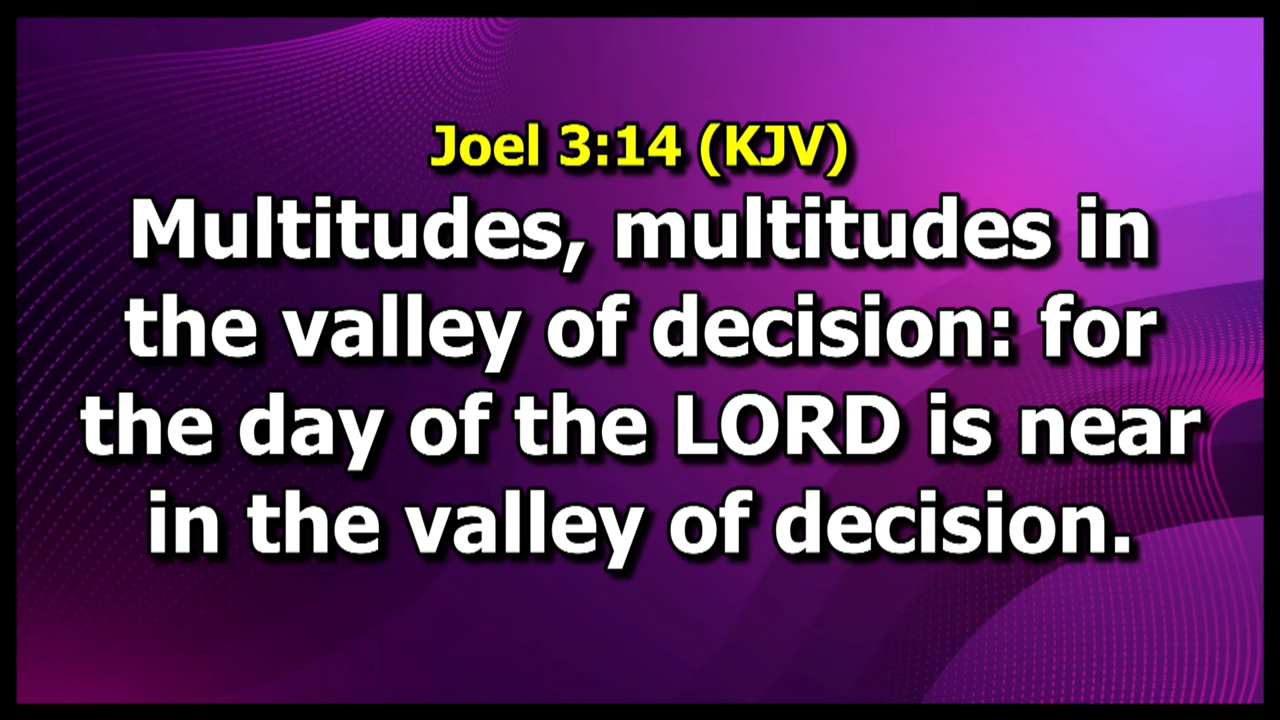 Joel 3:14 (KJV)
Multitudes, multitudes in
the valley of decision: for
the day of the LORD is near
in the valley of decision.